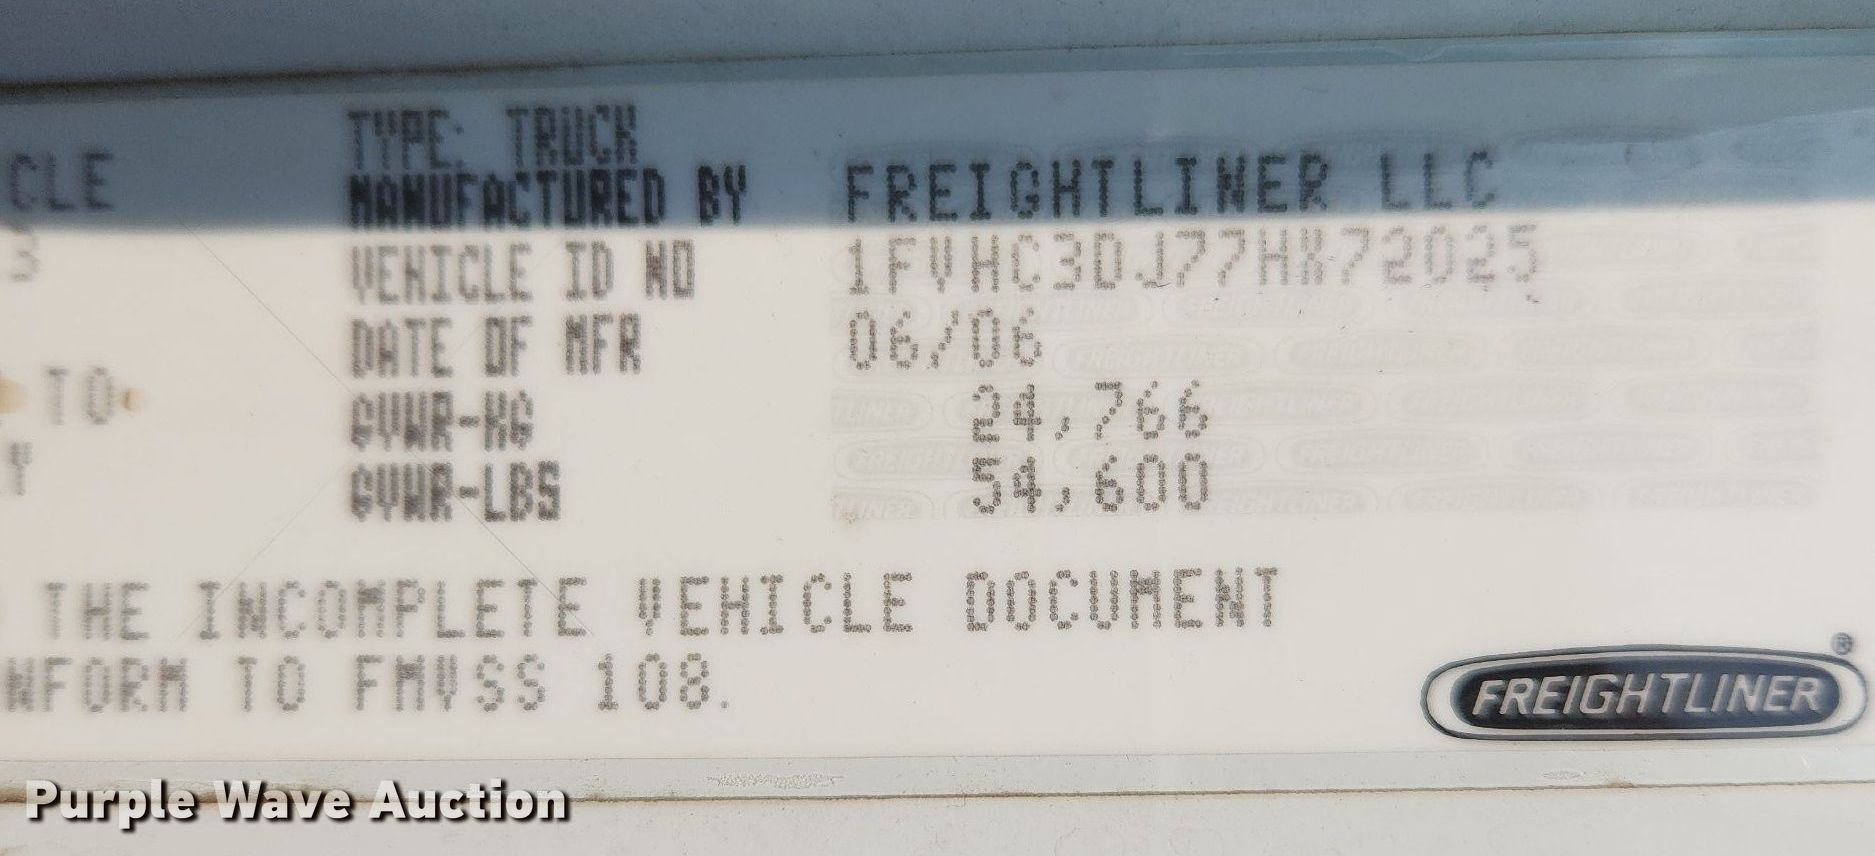 TYPE: TRUCK
CLE MANUFACTURED BY FREIGHTLINER LLC
S VEHICLE ID NO 1FVHC3DJ77HX72025
DATE OF MFR 06/06
TO GVWR-KG 24,766
Y GVWR-LBS 54,600
THE INCOMPLETE VEHICLE DOCUMENT
NFORM TO FMVSS 108.
FREIGHTLINER®
Purple Wave Auction